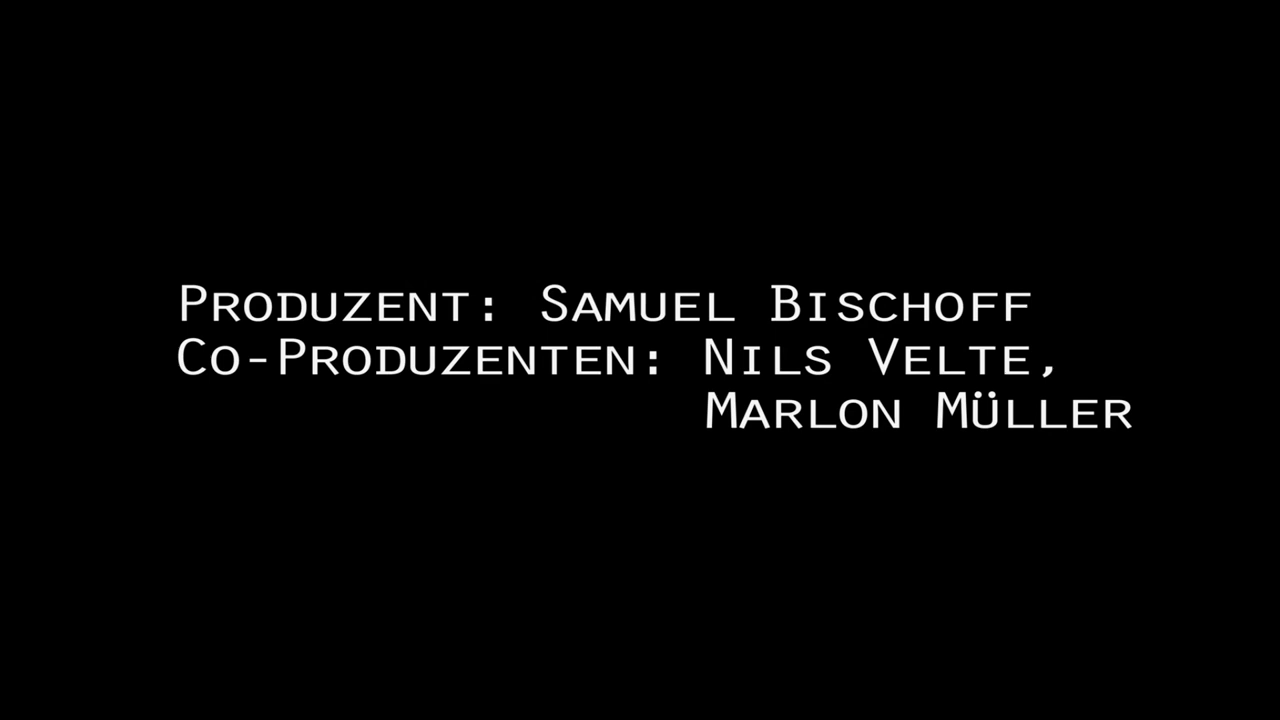 Produzent: Samuel Bischoff
Co-Produzenten: Nils Velte,
Marlon Müller